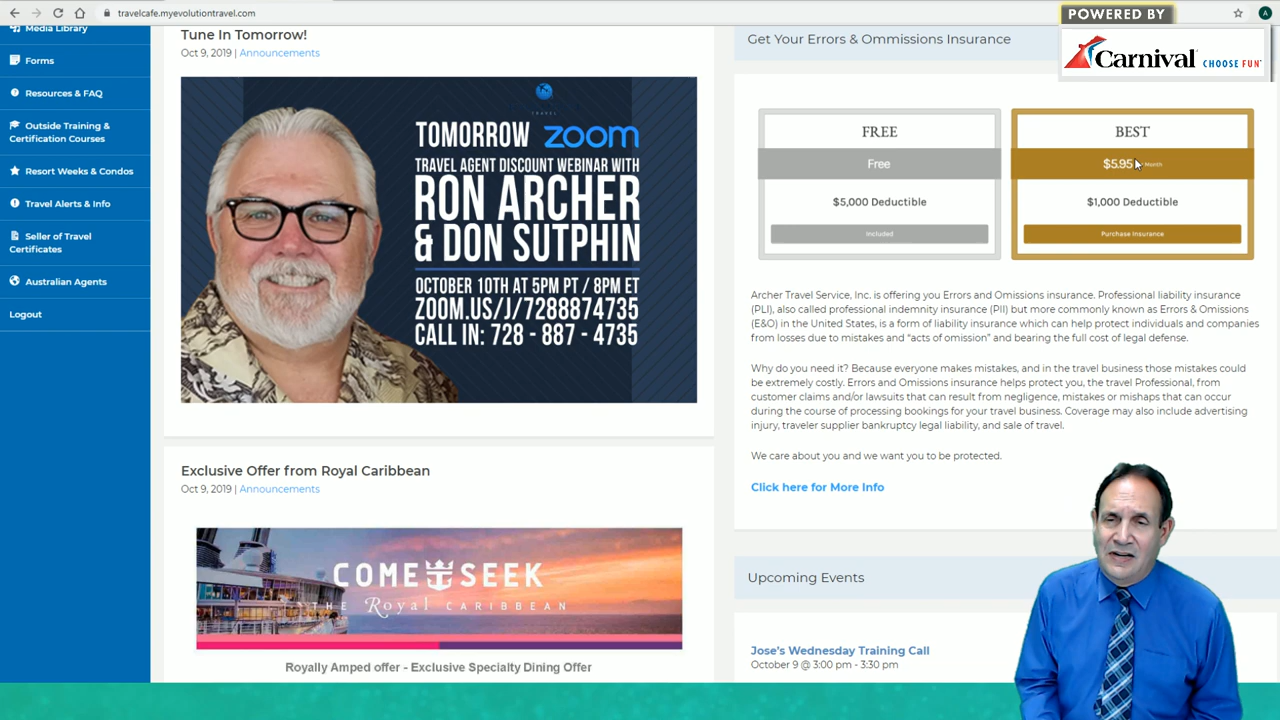 travelcafe.myevolutiontravel.com
A
POWERED BY
Carnival CHOOSE FUN
Media Library
Forms
Resources & FAQ
Outside Training &
Certification Courses
Resort Weeks & Condos
Travel Alerts & Info
Seller of Travel
Certificates
Australian Agents
Logout
Tune In Tomorrow!
Oct 9, 2019 | Announcements
TRAVEL
TOMORROW zoom
TRAVEL AGENT DISCOUNT WEBINAR WITH
RON ARCHER
& DON SUTPHIN
OCTOBER 10TH AT 5PM PT / 8PM ET
ZOOM.US/J/7288874735
CALL IN: 728 - 887 - 4735
Exclusive Offer from Royal Caribbean
Oct 9, 2019 | Announcements
COME SEEK
THE Royal CARIBBEAN
Royally Amped offer - Exclusive Specialty Dining Offer
Get Your Errors & Ommissions Insurance
FREE
Free
$5,000 Deductible
Included
BEST
$5.95 / Month
$1,000 Deductible
Purchase Insurance
Archer Travel Service, Inc. is offering you Errors and Omissions insurance. Professional liability insurance
(PLI), also called professional indemnity insurance (PII) but more commonly known as Errors & Omissions
(E&O) in the United States, is a form of liability insurance which can help protect individuals and companies
from losses due to mistakes and "acts of omission" and bearing the full cost of legal defense.
Why do you need it? Because everyone makes mistakes, and in the travel business those mistakes could
be extremely costly. Errors and Omissions insurance helps protect you, the travel Professional, from
customer claims and/or lawsuits that can result from negligence, mistakes or mishaps that can occur
during the course of processing bookings for your travel business. Coverage may also include advertising
injury, traveler supplier bankruptcy legal liability, and sale of travel.
We care about you and we want you to be protected.
Click here for More Info
Upcoming Events
Jose's Wednesday Training Call
October 9 @ 3:00 pm - 3:30 pm